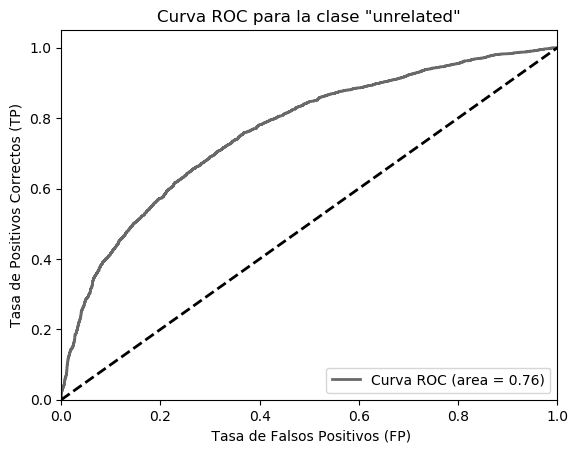 Curva ROC para la clase "unrelated"
Tasa de Positivos Correctos (TP)
1.0
0.8
0.6
0.4
0.2
0.0
0.0 0.2 0.4 0.6 0.8 1.0
Curva ROC (area = 0.76)
Tasa de Falsos Positivos (FP)